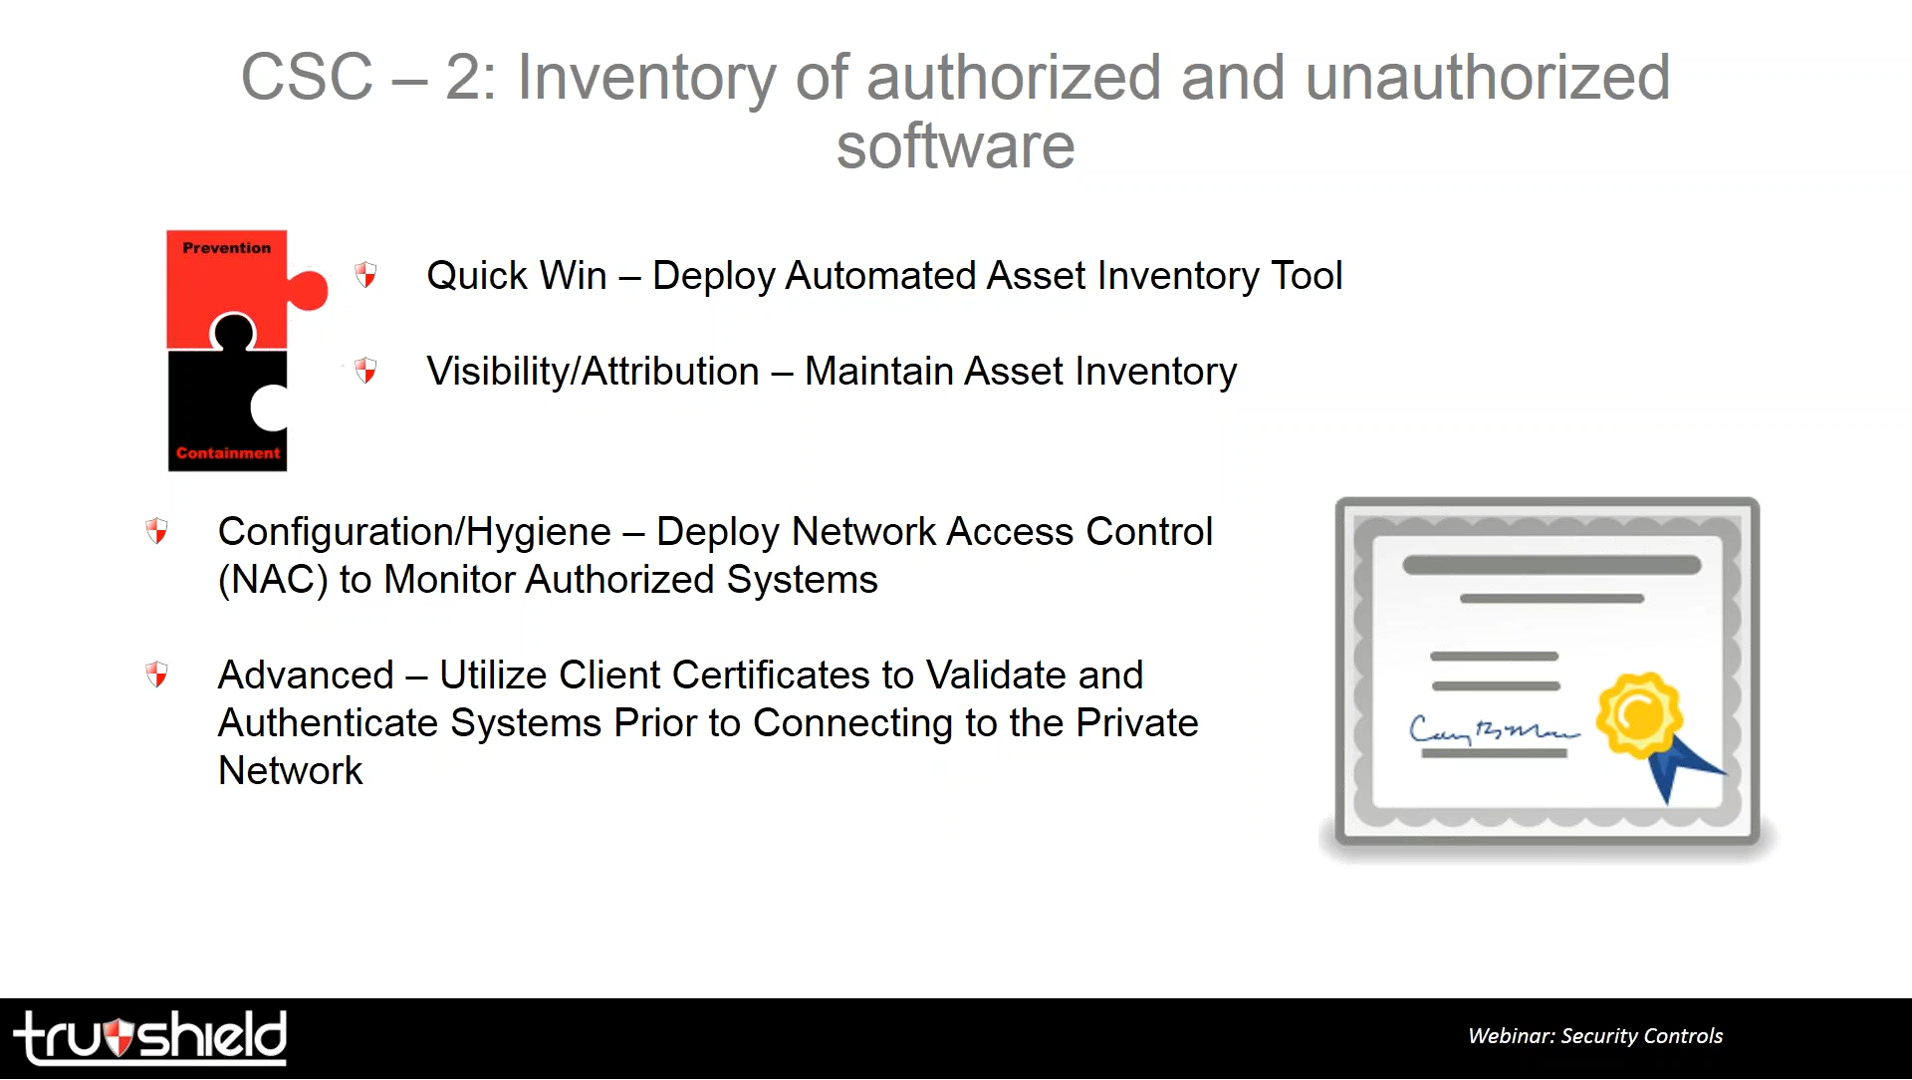 CSC – 2: Inventory of authorized and unauthorized
software
Prevention
Quick Win – Deploy Automated Asset Inventory Tool
Visibility/Attribution – Maintain Asset Inventory
Containment
Configuration/Hygiene – Deploy Network Access Control
(NAC) to Monitor Authorized Systems
Advanced – Utilize Client Certificates to Validate and
Authenticate Systems Prior to Connecting to the Private
Network
trushield
Webinar: Security Controls